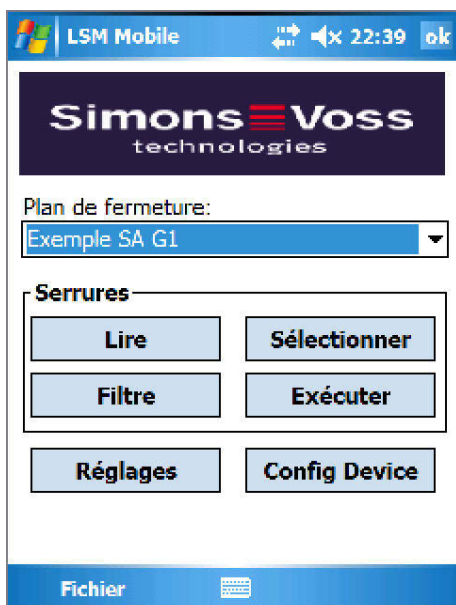 LSM Mobile 22:39 ok
Simons Voss
technologies
Plan de fermeture:
Exemple SA G1
Serrures
Lire Sélectionner
Filtre Exécuter
Réglages Config Device
Fichier